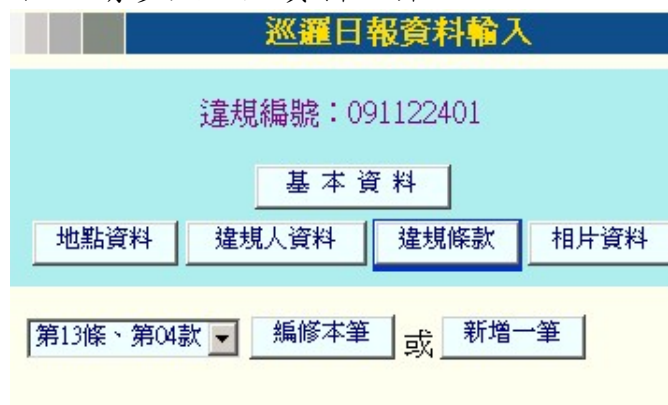 巡邏日報資料輸入
違規編號：091122401
基本資料
地點資料 違規人資料 違規條款 相片資料
第13條、第04款 編修本筆 或 新增一筆